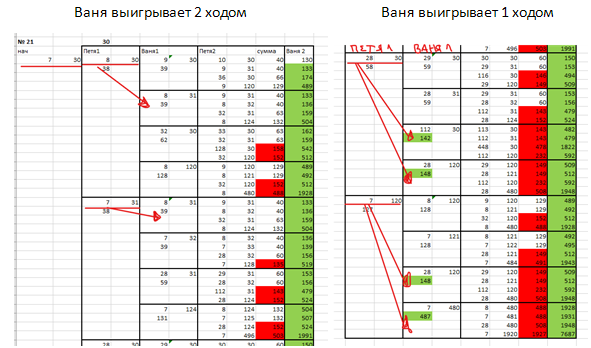 Ваня выигрывает 2 ходом
№ 21 30
нач Петя1 Ваня1 Петя2 сумма Ваня 2
7 30 8 30 9 30 10 30 40 130
38 39 9 31 40 133
36 30 66 174
9 120 129 489
8 31 9 31 40 133
39 8 32 40 136
32 31 63 159
8 124 132 504
32 30 33 30 63 162
62 32 31 63 159
128 30 158 542
32 120 152 512
8 120 9 120 129 489
128 8 121 129 492
32 120 152 512
8 480 488 1928
7 31 8 31 9 31 40 133
38 39 8 32 40 136
32 31 63 159
8 124 132 504
7 32 8 32 40 136
39 7 33 40 139
28 32 60 156
7 128 135 519
28 31 29 31 60 153
59 28 32 60 156
112 31 143 479
28 124 152 524
7 124 8 124 132 504
131 7 125 132 507
28 124 152 524
7 496 503 1991
28 30 29 30 30 30 60 150
Ваня выигрывает 1 ходом
ПЕТЯ 1 ВАНЯ 1 7 496 503 1991
28 30 29 30 30 30 60 150
58 59 29 31 60 153
116 30 146 494
29 120 149 509
28 31 29 31 60 153
59 28 32 60 156
112 31 143 479
28 124 152 524
112 30 113 30 143 482
142 112 31 143 479
448 30 478 1822
112 120 232 592
28 120 29 120 149 509
148 28 121 149 512
112 120 232 592
28 480 508 1948
7 120 8 120 9 120 129 489
127 128 8 121 129 492
32 120 152 512
8 480 488 1928
7 121 8 121 129 492
128 7 122 129 495
28 121 149 512
7 484 491 1943
28 120 29 120 149 509
148 28 121 149 512
112 120 232 592
28 480 508 1948
7 480 8 480 488 1928
487 7 481 488 1931
28 480 508 1948
7 1920 1927 7687